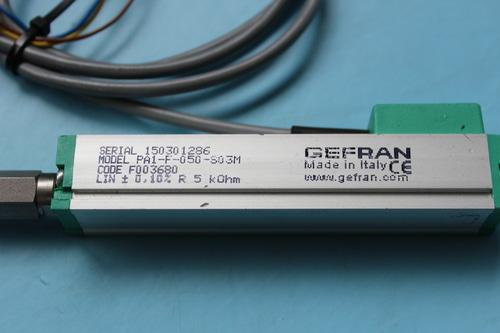 SERIAL 150301286
MODEL PA1-F-050-S03M
CODE F003680
LIN ± 0,10% R 5 kOhm
GEFRAN
Made in Italy CE
www.gefran.com